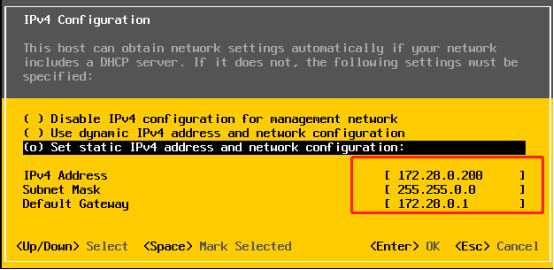 IPv4 Configuration
This host can obtain network settings automatically if your network
includes a DHCP server. If it does not, the following settings must be
specified:
( ) Disable IPv4 configuration for management network
( ) Use dynamic IPv4 address and network configuration
(o) Set static IPv4 address and network configuration:
IPv4 Address [ 172.28.0.200 ]
Subnet Mask [ 255.255.0.0 ]
Default Gateway [ 172.28.0.1 ]
<Up/Down> Select <Space> Mark Selected <Enter> OK <Esc> Cancel